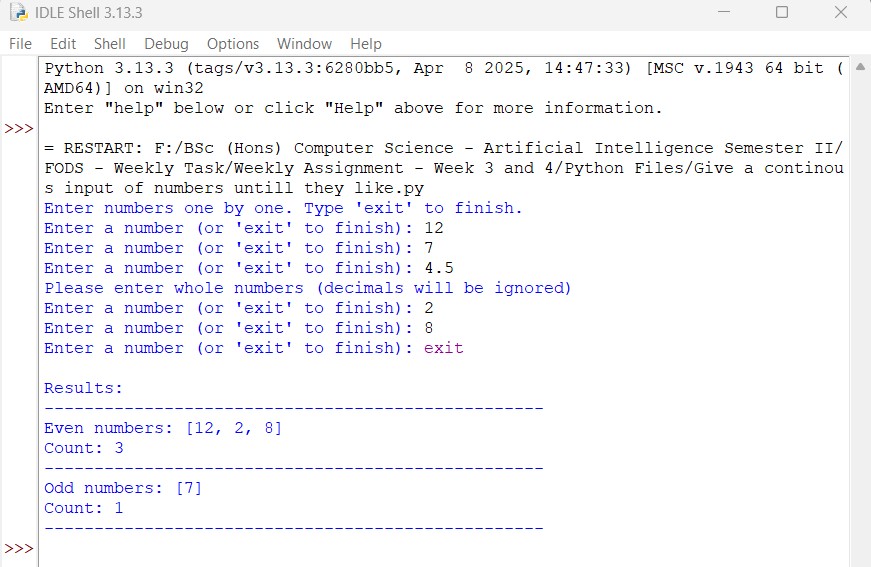 IDLE Shell 3.13.3
File Edit Shell Debug Options Window Help
Python 3.13.3 (tags/v3.13.3:6280bb5, Apr  8 2025, 14:47:33) [MSC v.1943 64 bit (
AMD64)] on win32
Enter "help" below or click "Help" above for more information.
>>>
= RESTART: F:/BSc (Hons) Computer Science - Artificial Intelligence Semester II/
FODS - Weekly Task/Weekly Assignment - Week 3 and 4/Python Files/Give a continou
s input of numbers untill they like.py
Enter numbers one by one. Type 'exit' to finish.
Enter a number (or 'exit' to finish): 12
Enter a number (or 'exit' to finish): 7
Enter a number (or 'exit' to finish): 4.5
Please enter whole numbers (decimals will be ignored)
Enter a number (or 'exit' to finish): 2
Enter a number (or 'exit' to finish): 8
Enter a number (or 'exit' to finish): exit
Results:
--------------------------------------------------
Even numbers: [12, 2, 8]
Count: 3
--------------------------------------------------
Odd numbers: [7]
Count: 1
--------------------------------------------------
>>>